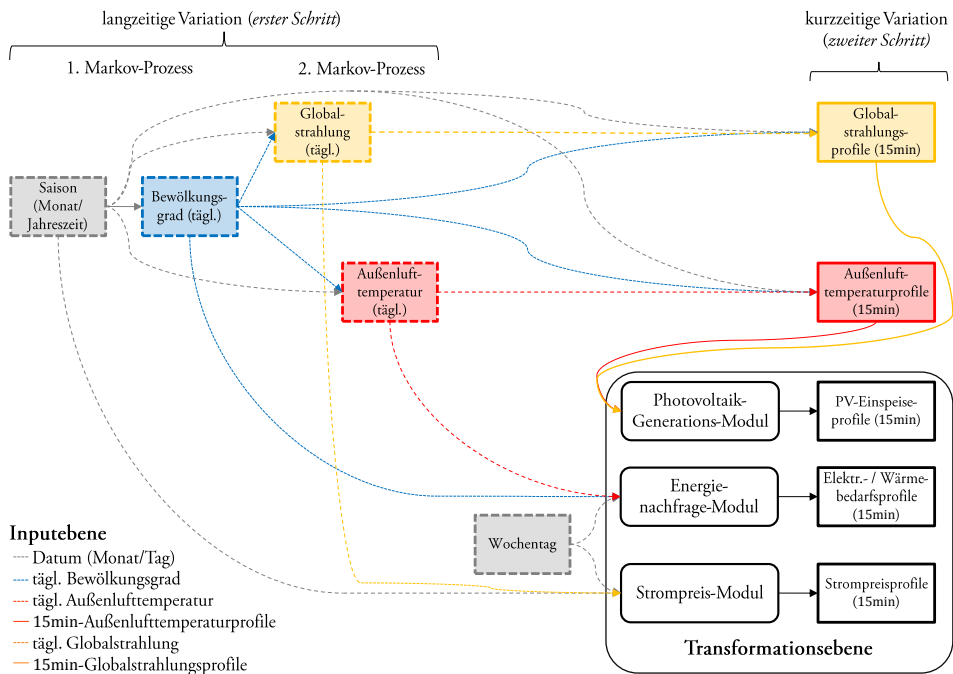 langzeitige Variation (erster Schritt)
kurzzeitige Variation
(zweiter Schritt)
1. Markov-Prozess
2. Markov-Prozess
Global-
strahlung
(tägl.)
Global-
strahlungs-
profile (15min)
Saison
(Monat/
Jahreszeit)
Bewölkungs-
grad (tägl.)
Außenluft-
temperatur
(tägl.)
Außenluft-
temperaturprofile
(15min)
Photovoltaik-
Generations-Modul
PV-Einspeise-
profile (15min)
Energie-
nachfrage-Modul
Elektr.- / Wärme-
bedarfsprofile
(15min)
Wochentag
Strompreis-Modul
Strompreisprofile
(15min)
Transformationsebene
Inputebene
Datum (Monat/Tag)
tägl. Bewölkungsgrad
tägl. Außenlufttemperatur
15min-Außenlufttemperaturprofile
tägl. Globalstrahlung
15min-Globalstrahlungsprofile